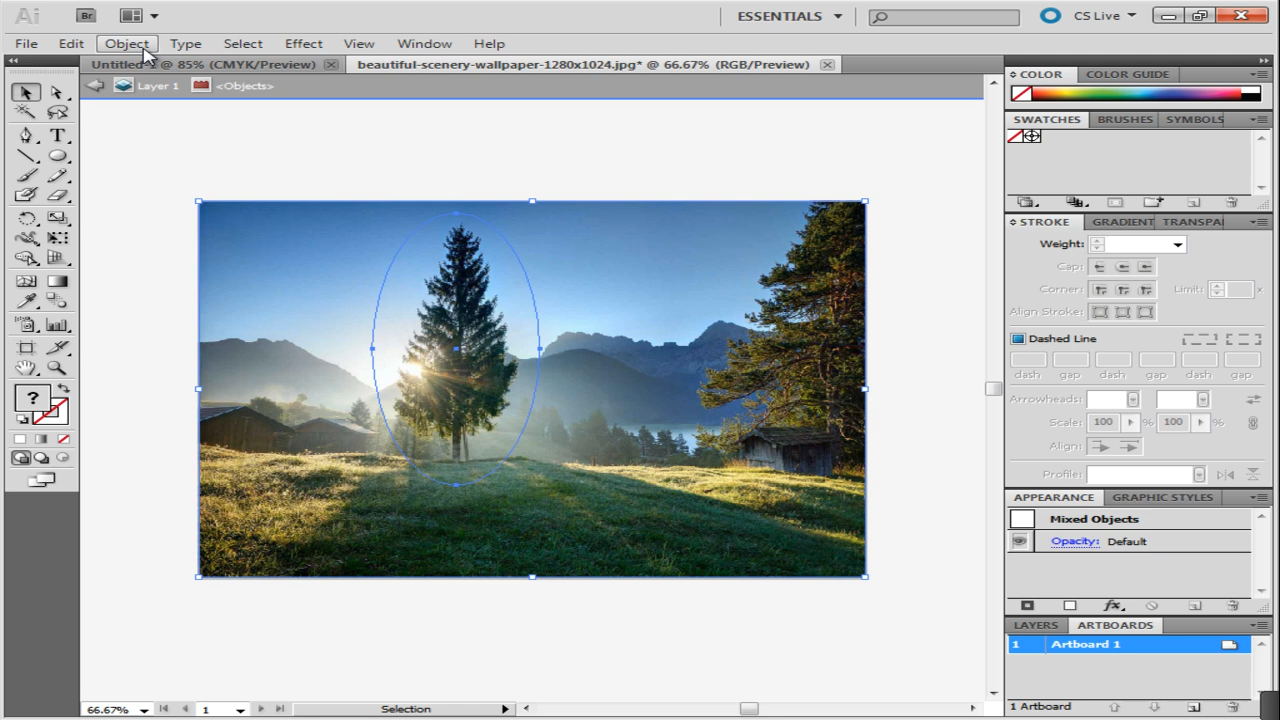 Ai Br ESSENTIALS CS Live
File Edit Object Type Select Effect View Window Help
@ 85% (CMYK/Preview) beautiful-scenery-wallpaper-1280x1024.jpg* @ 66.67% (RGB/Preview)
Layer 1 <Objects>
COLOR COLOR GUIDE
SWATCHES BRUSHES SYMBOLS
STROKE GRADIENT TRANSPA
Weight:
Cap:
Corner: Limit: x
Align Stroke:
Dashed Line
dash gap dash gap dash gap
Arrowheads:
Scale: 100 % 100 %
Align:
Profile:
APPEARANCE GRAPHIC STYLES
Mixed Objects
Opacity: Default
fx
LAYERS ARTBOARDS
1 Artboard 1
1 Artboard
66.67% 1 Selection
T
?